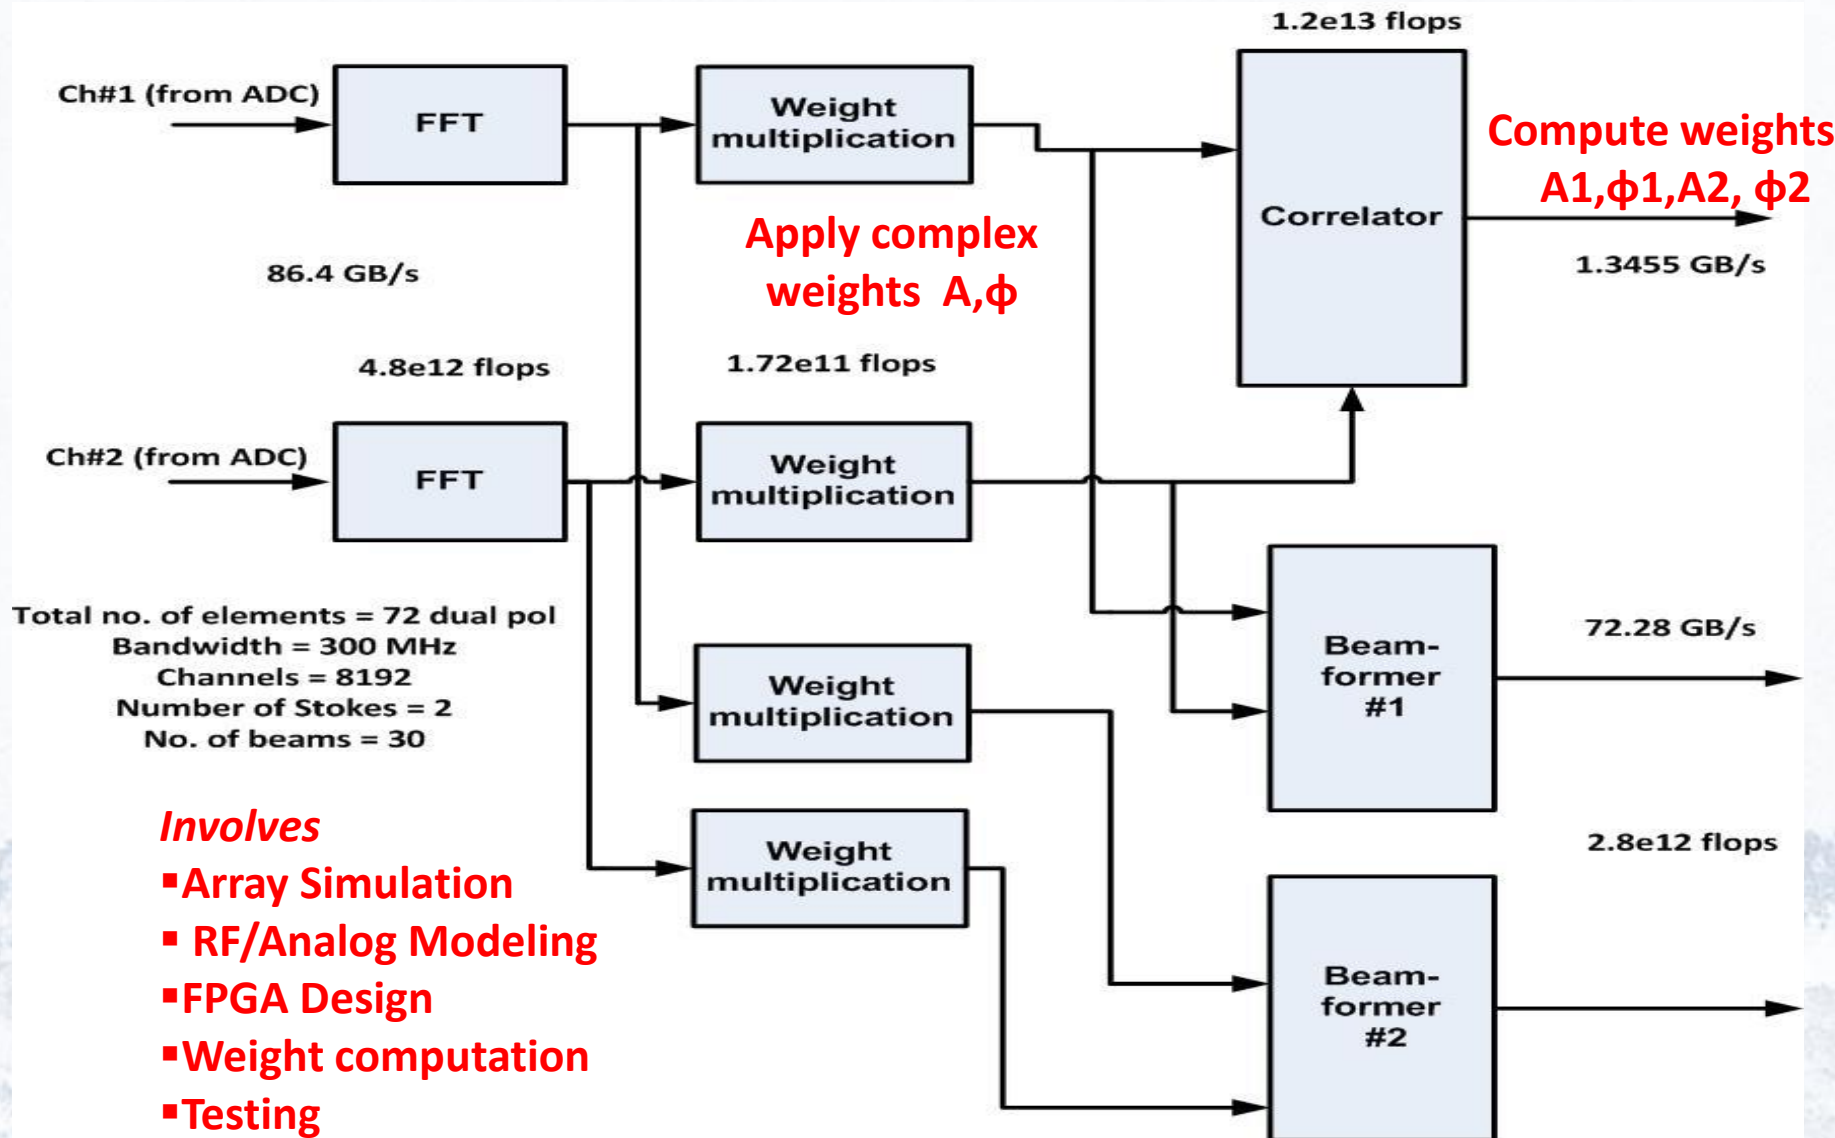 1.2e13 flops
Ch#1 (from ADC)
FFT
Weight
multiplication
Correlator
Compute weights
A1,ϕ1,A2, ϕ2
1.3455 GB/s
Apply complex
weights A,ϕ
86.4 GB/s
4.8e12 flops
1.72e11 flops
Ch#2 (from ADC)
FFT
Weight
multiplication
Total no. of elements = 72 dual pol
Bandwidth = 300 MHz
Channels = 8192
Number of Stokes = 2
No. of beams = 30
Weight
multiplication
Beam-
former
#1
72.28 GB/s
Involves
▪Array Simulation
▪ RF/Analog Modeling
▪FPGA Design
▪Weight computation
▪Testing
Weight
multiplication
2.8e12 flops
Beam-
former
#2